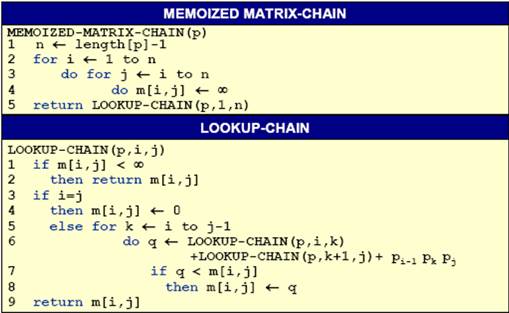 MEMOIZED MATRIX-CHAIN
MEMOIZED-MATRIX-CHAIN(p)
1 n ← length[p]-1
2 for i ← 1 to n
3 do for j ← i to n
4 do m[i,j] ← ∞
5 return LOOKUP-CHAIN(p,1,n)
LOOKUP-CHAIN
LOOKUP-CHAIN(p,i,j)
1 if m[i,j] < ∞
2 then return m[i,j]
3 if i=j
4 then m[i,j] ← 0
5 else for k ← i to j-1
6 do q ← LOOKUP-CHAIN(p,i,k)
+LOOKUP-CHAIN(p,k+1,j)+ pi-1 pk pj
7 if q < m[i,j]
8 then m[i,j] ← q
9 return m[i,j]